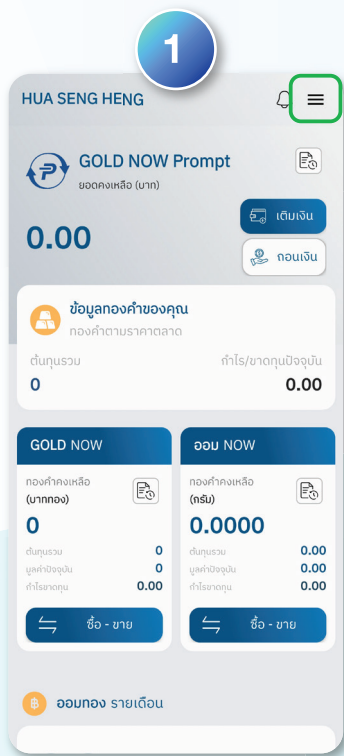 1
HUA SENG HENG
GOLD NOW Prompt
ยอดคงเหลือ (บาท)
0.00
เติมเงิน
ถอนเงิน
ข้อมูลทองคำของคุณ
ทองคำตามราคาตลาด
ต้นทุนรวม กำไร/ขาดทุนปัจจุบัน
0 0.00
GOLD NOW
ทองคำคงเหลือ
(บาททอง)
0
ต้นทุนรวม 0
มูลค่าปัจจุบัน 0
กำไรขาดทุน 0.00
ซื้อ - ขาย
ออม NOW
ทองคำคงเหลือ
(กรัม)
0.0000
ต้นทุนรวม 0.00
มูลค่าปัจจุบัน 0.00
กำไรขาดทุน 0.00
ซื้อ - ขาย
ออมทอง รายเดือน